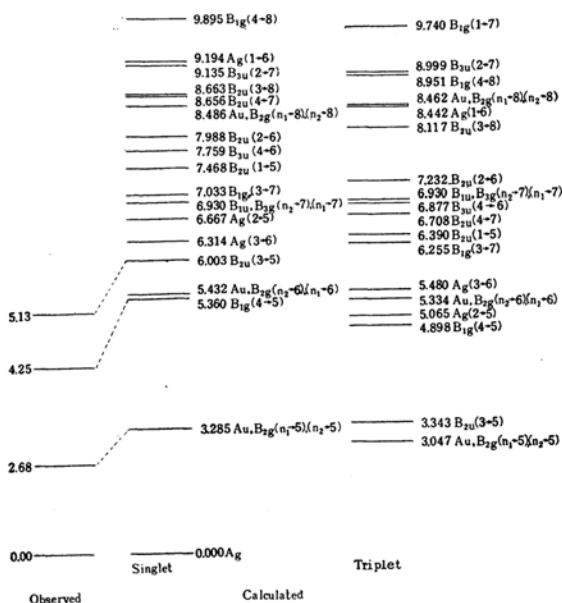 5.13
4.25
2.68
0.00
Observed
9.895 B₁g(4→8)
9.194 Ag(1→6)
9.135 B₃u(2→7)
8.663 B₂u(3→8)
8.656 B₂u(4→7)
8.486 Au, B₂g(n₁→8),(n₂→8)
7.988 B₂u(2→6)
7.759 B₃u(4→6)
7.468 B₂u(1→5)
7.033 B₁g(3→7)
6.930 B₁u, B₃g(n₂→7),(n₁→7)
6.667 Ag(2→5)
6.314 Ag(3→6)
6.003 B₂u(3→5)
5.432 Au, B₂g(n₂→6),(n₁→6)
5.360 B₁g(4→5)
3.285 Au, B₂g(n₁→5),(n₂→5)
0.000 Ag
Singlet
9.740 B₁g(1→7)
8.999 B₃u(2→7)
8.951 B₁g(4→8)
8.462 Au, B₂g(n₁→8),(n₂→8)
8.442 Ag(1→6)
8.117 B₂u(3→8)
7.232 B₂u(2→6)
6.930 B₁u, B₃g(n₂→7),(n₁→7)
6.877 B₃u(4→6)
6.708 B₂u(4→7)
6.390 B₂u(1→5)
6.255 B₁g(3→7)
5.480 Ag(3→6)
5.334 Au, B₂g(n₂→6),(n₁→6)
5.065 Ag(2→5)
4.898 B₁g(4→5)
3.343 B₂u(3→5)
3.047 Au, B₂g(n₁→5),(n₂→5)
Triplet
Calculated